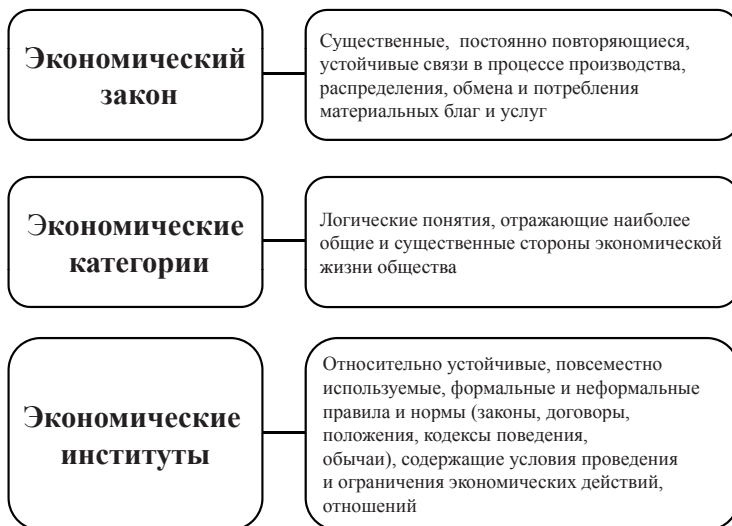 Экономический
закон
Существенные, постоянно повторяющиеся,
устойчивые связи в процессе производства,
распределения, обмена и потребления
материальных благ и услуг
Экономические
категории
Логические понятия, отражающие наиболее
общие и существенные стороны экономической
жизни общества
Экономические
институты
Относительно устойчивые, повсеместно
используемые, формальные и неформальные
правила и нормы (законы, договоры,
положения, кодексы поведения,
обычаи), содержащие условия проведения
и ограничения экономических действий,
отношений